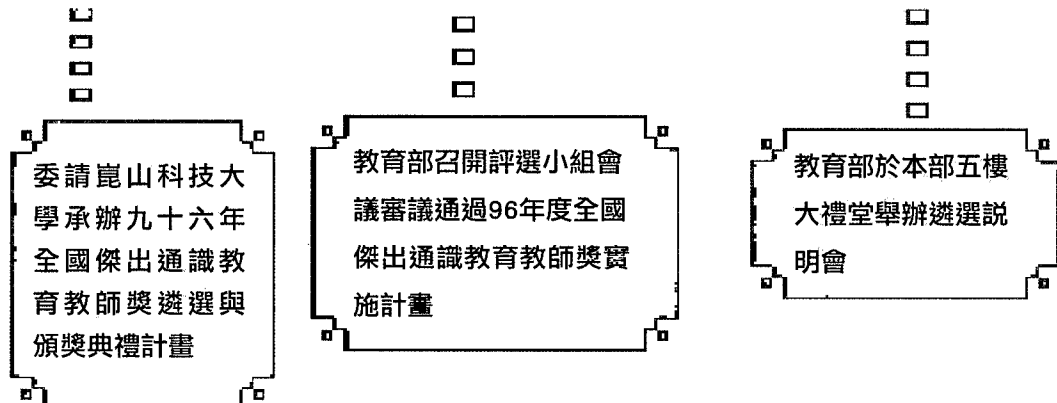 委請崑山科技大
學承辦九十六年
全國傑出通識教
育教師獎遴選與
頒獎典禮計畫
教育部召開評選小組會
議審議通過96年度全國
傑出通識教育教師獎實
施計畫
教育部於本部五樓
大禮堂舉辦遴選說
明會